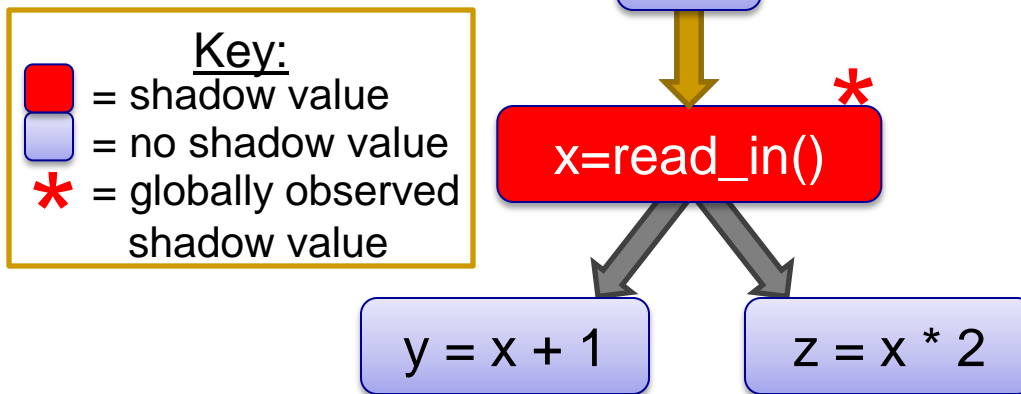 Key:
= shadow value
= no shadow value
* = globally observed
shadow value
*
x=read_in()
y = x + 1
z = x * 2